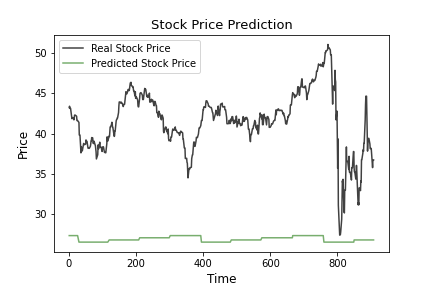 Stock Price Prediction
Real Stock Price
Predicted Stock Price
Price
50
45
40
35
30
0 200 400 600 800
Time